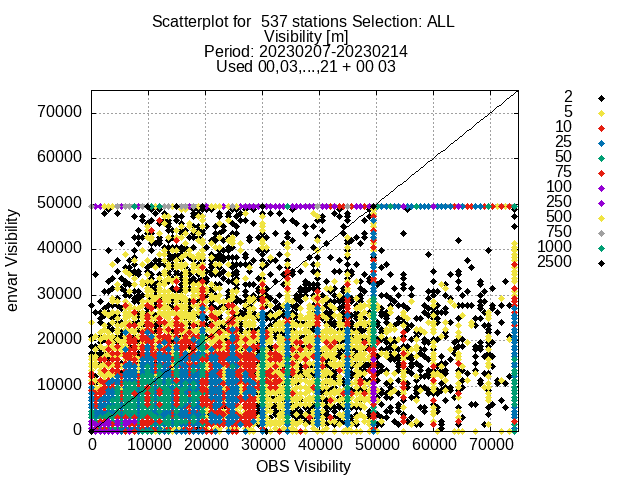 Scatterplot for  537 stations Selection: ALL
Visibility [m]
Period: 20230207-20230214
Used 00,03,...,21 + 00 03
envar Visibility
70000
60000
50000
40000
30000
20000
10000
0
0 10000 20000 30000 40000 50000 60000 70000
OBS Visibility
2
5
10
25
50
75
100
250
500
750
1000
2500